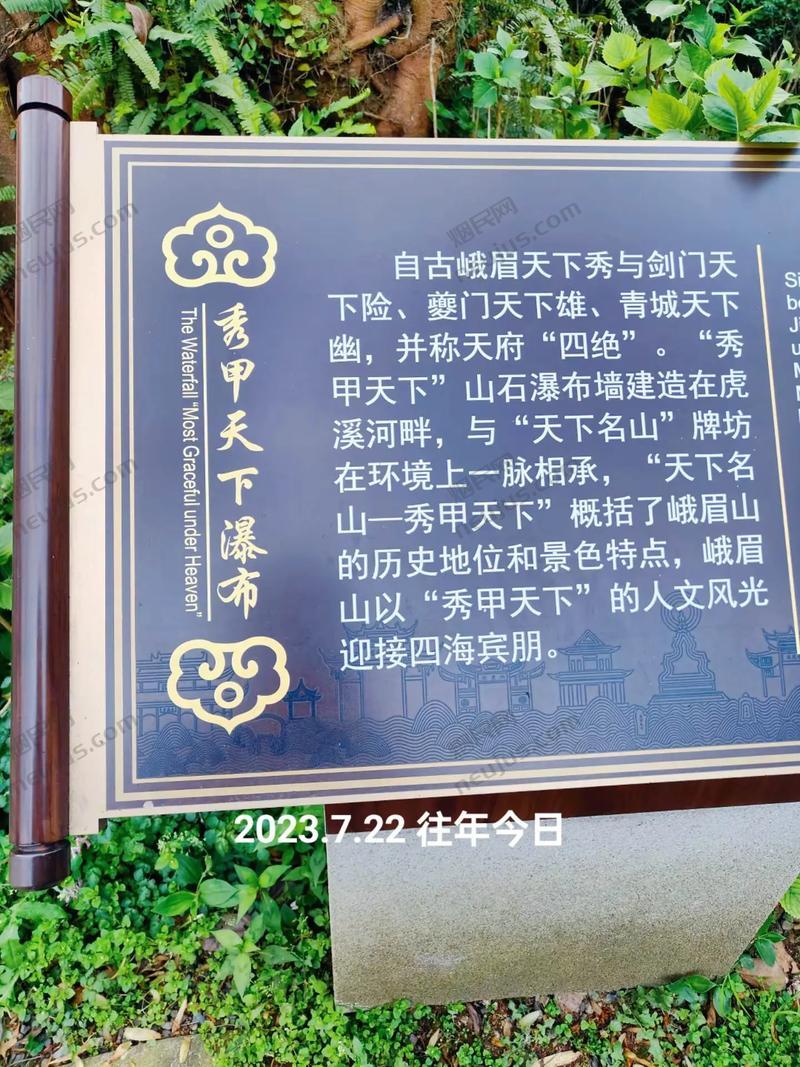 秀甲天下瀑布
The Waterfall "Most Graceful under Heaven"
自古峨眉天下秀与剑门天
下险、夔门天下雄、青城天下
幽，并称天府“四绝”。“秀
甲天下”山石瀑布墙建造在虎
溪河畔，与“天下名山”牌坊
在环境上一脉相承，“天下名
山—秀甲天下”概括了峨眉山
的历史地位和景色特点，峨眉
山以“秀甲天下”的人文风光
迎接四海宾朋。
2023.7.22 往年今日
烟民网
neujus.com